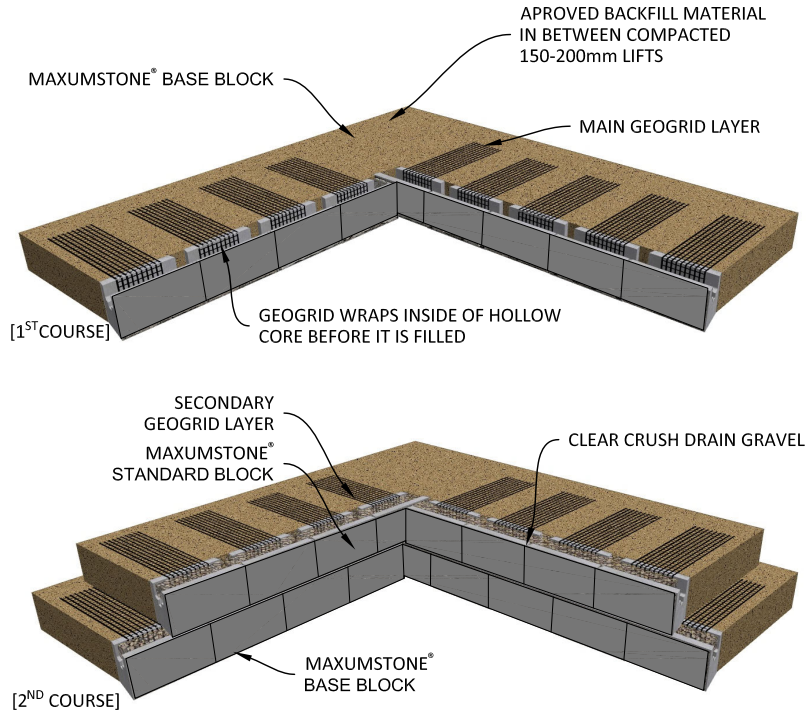 APROVED BACKFILL MATERIAL
IN BETWEEN COMPACTED
150-200mm LIFTS
MAXUMSTONE® BASE BLOCK
MAIN GEOGRID LAYER
GEOGRID WRAPS INSIDE OF HOLLOW
CORE BEFORE IT IS FILLED
[1ST COURSE]
SECONDARY
GEOGRID LAYER
MAXUMSTONE®
STANDARD BLOCK
CLEAR CRUSH DRAIN GRAVEL
MAXUMSTONE®
BASE BLOCK
[2ND COURSE]